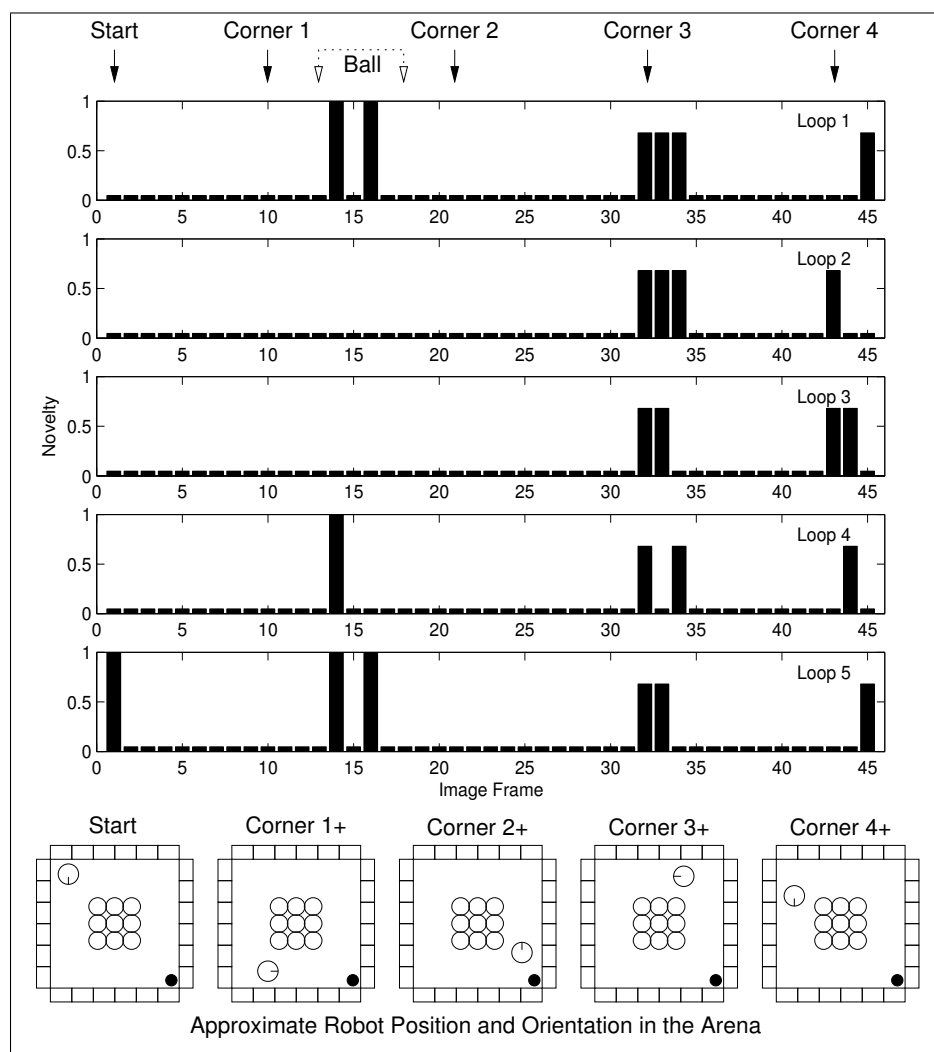 Start Corner 1 Corner 2 Corner 3 Corner 4
Ball
1
0.5
0
Loop 1
0 5 10 15 20 25 30 35 40 45
1
0.5
0
Loop 2
0 5 10 15 20 25 30 35 40 45
1
0.5
0
Loop 3
Novelty
0 5 10 15 20 25 30 35 40 45
1
0.5
0
Loop 4
0 5 10 15 20 25 30 35 40 45
1
0.5
0
Loop 5
0 5 10 15 20 25 30 35 40 45
Image Frame
Start Corner 1+ Corner 2+ Corner 3+ Corner 4+
Approximate Robot Position and Orientation in the Arena